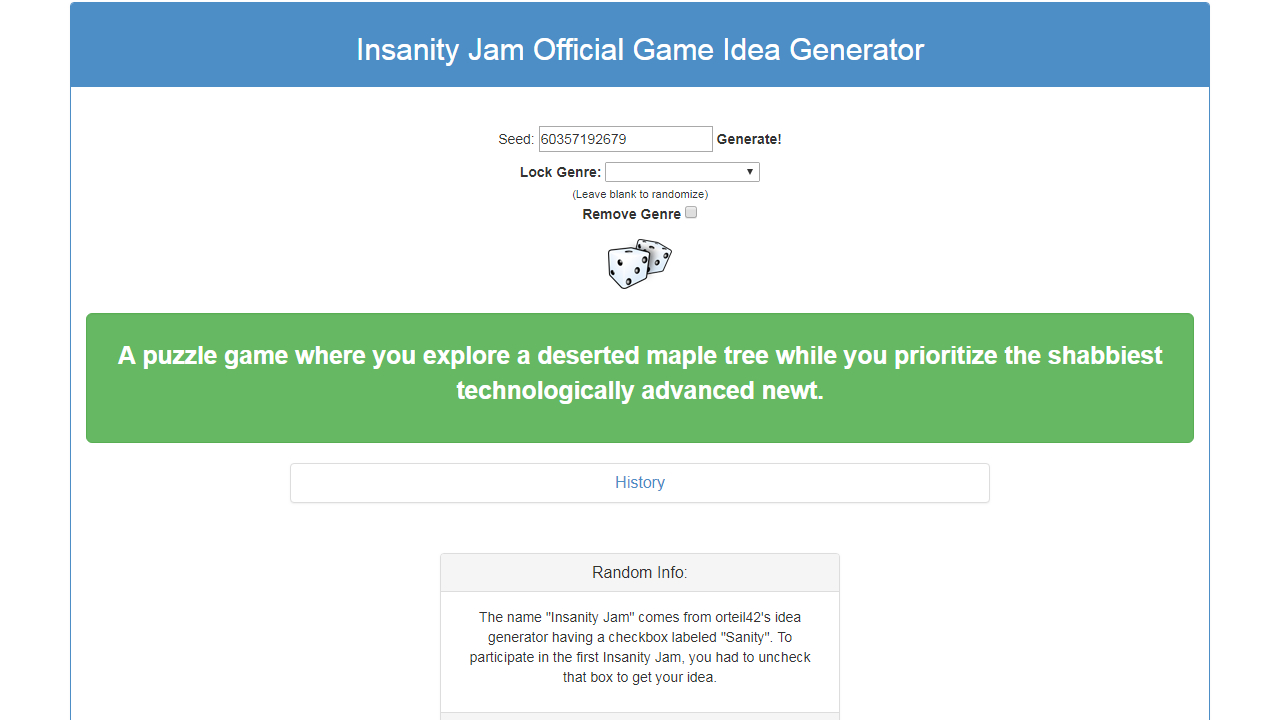 Insanity Jam Official Game Idea Generator
Seed: 60357192679 Generate!
Lock Genre:
(Leave blank to randomize)
Remove Genre
A puzzle game where you explore a deserted maple tree while you prioritize the shabbiest
technologically advanced newt.
History
Random Info:
The name "Insanity Jam" comes from orteil42's idea
generator having a checkbox labeled "Sanity". To
participate in the first Insanity Jam, you had to uncheck
that box to get your idea.